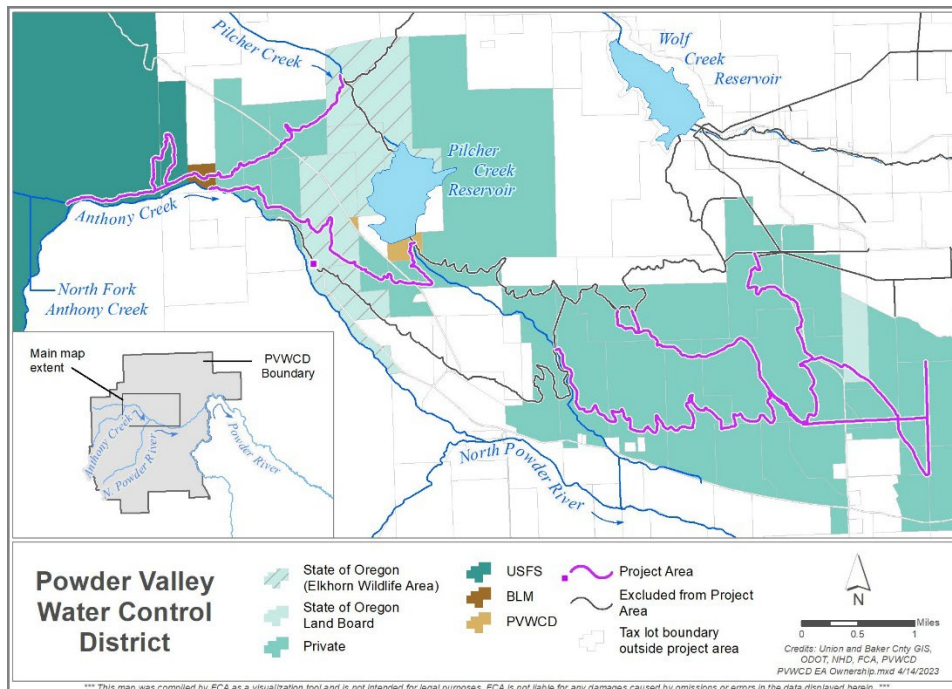 Pilcher
Creek
Wolf
Creek
Reservoir
Pilcher
Creek
Reservoir
Anthony Creek
North Fork
Anthony Creek
Main map
extent
PVWCD
Boundary
Anthony Creek
N. Powder River
Powder River
North Powder River
Powder Valley
Water Control
District
State of Oregon
(Elkhorn Wildlife Area)
State of Oregon
Land Board
Private
USFS
BLM
PVWCD
Project Area
Excluded from Project
Area
Tax lot boundary
outside project area
N
Miles
0 0.5 1
Credits: Union and Baker Cnty GIS,
ODOT, NHD, FCA, PVWCD
PVWCD EA Ownership.mxd 4/14/2023
*** This map was compiled by FCA as a visualization tool and is not intended for legal purposes. FCA is not liable for any damages caused by omissions or errors in the data displayed herein. ***